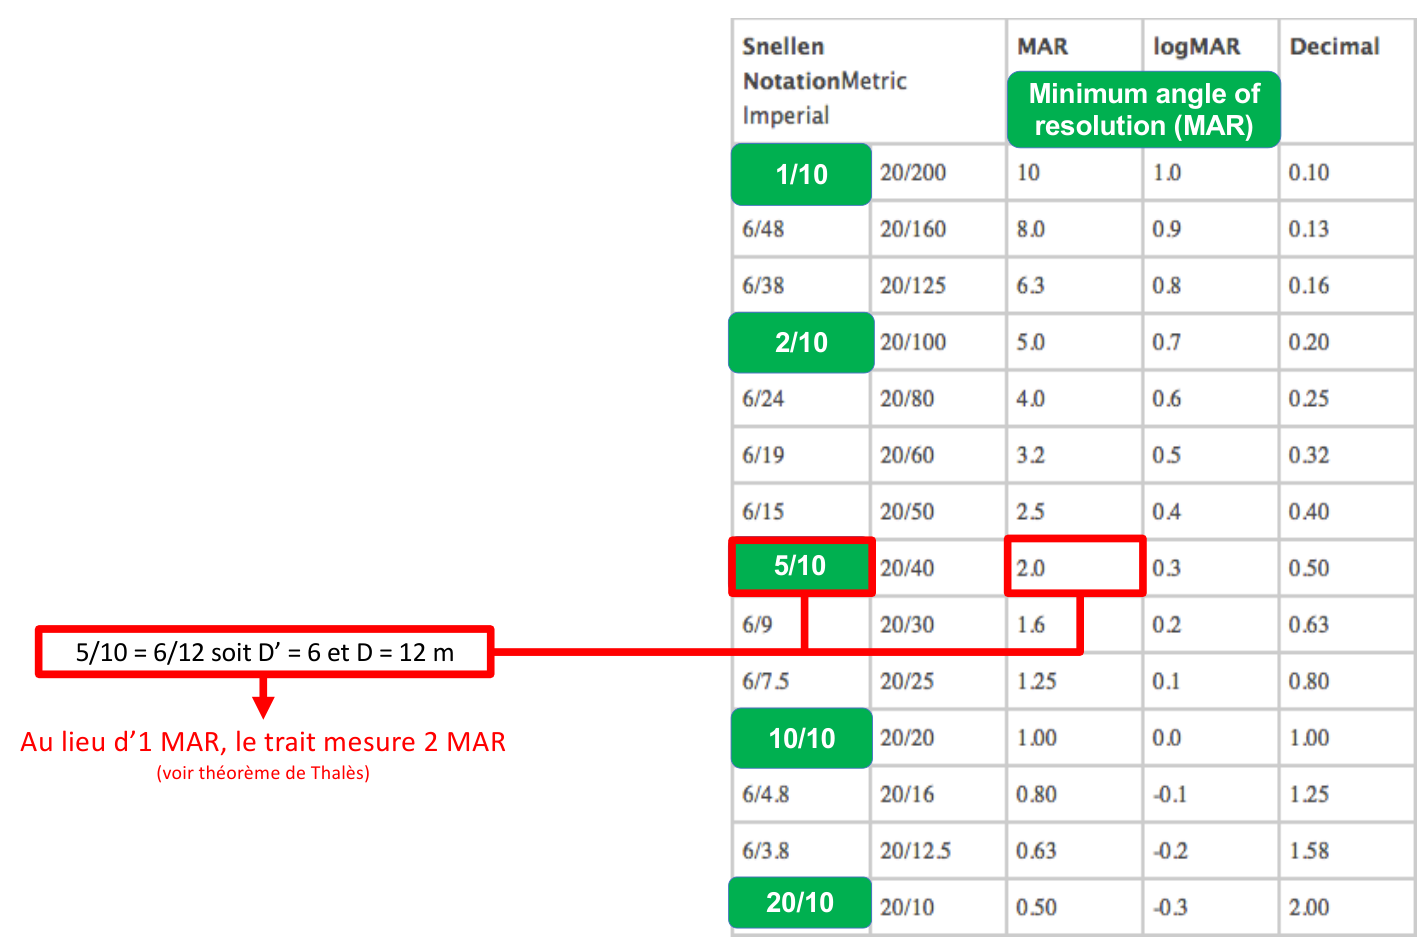 Snellen MAR logMAR Decimal
NotationMetric
Imperial
Minimum angle of
resolution (MAR)
1/10 20/200 10 1.0 0.10
6/48 20/160 8.0 0.9 0.13
6/38 20/125 6.3 0.8 0.16
2/10 20/100 5.0 0.7 0.20
6/24 20/80 4.0 0.6 0.25
6/19 20/60 3.2 0.5 0.32
6/15 20/50 2.5 0.4 0.40
5/10 20/40 2.0 0.3 0.50
6/9 20/30 1.6 0.2 0.63
5/10 = 6/12 soit D’ = 6 et D = 12 m
6/7.5 20/25 1.25 0.1 0.80
10/10 20/20 1.00 0.0 1.00
Au lieu d’1 MAR, le trait mesure 2 MAR
(voir théorème de Thalès)
6/4.8 20/16 0.80 -0.1 1.25
6/3.8 20/12.5 0.63 -0.2 1.58
20/10 20/10 0.50 -0.3 2.00